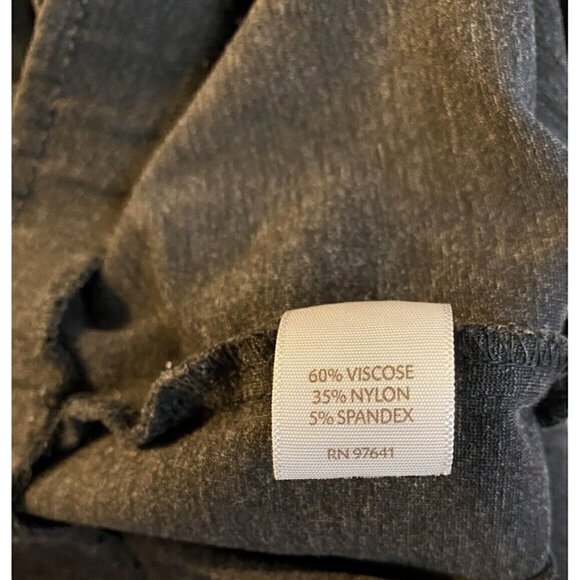 60% VISCOSE
35% NYLON
5% SPANDEX
RN 97641